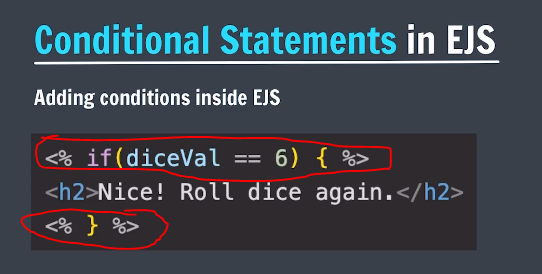 Conditional Statements in EJS
Adding conditions inside EJS
<% if(diceVal == 6) { %>
<h2>Nice! Roll dice again.</h2>
<% } %>